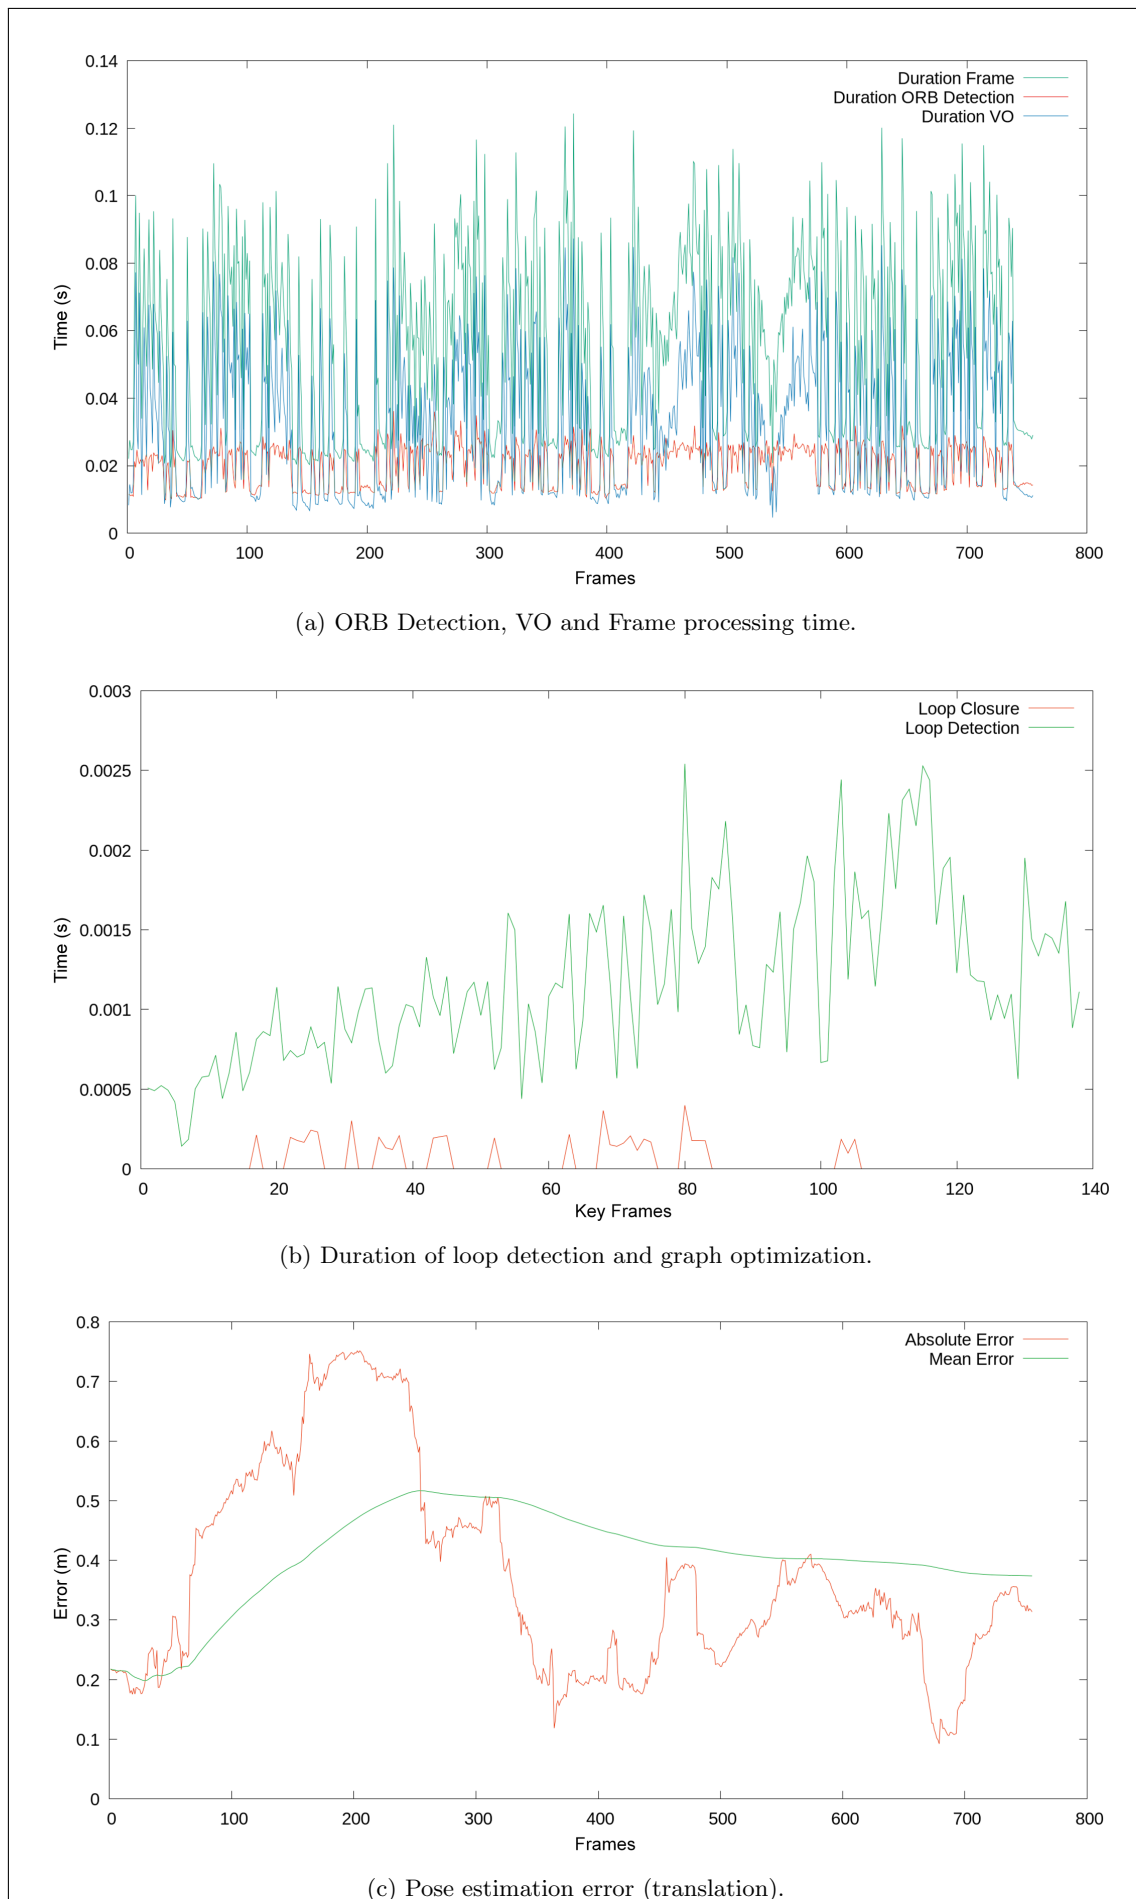 0.14
Duration Frame
Duration ORB Detection
Duration VO
0.12
0.1
0.08
0.06
0.04
0.02
0
Time (s)
0 100 200 300 400 500 600 700 800
Frames
(a) ORB Detection, VO and Frame processing time.
0.003
Loop Closure
Loop Detection
0.0025
0.002
0.0015
0.001
0.0005
0
Time (s)
0 20 40 60 80 100 120 140
Key Frames
(b) Duration of loop detection and graph optimization.
0.8
Absolute Error
Mean Error
0.7
0.6
0.5
0.4
0.3
0.2
0.1
0
Error (m)
0 100 200 300 400 500 600 700 800
Frames
(c) Pose estimation error (translation).